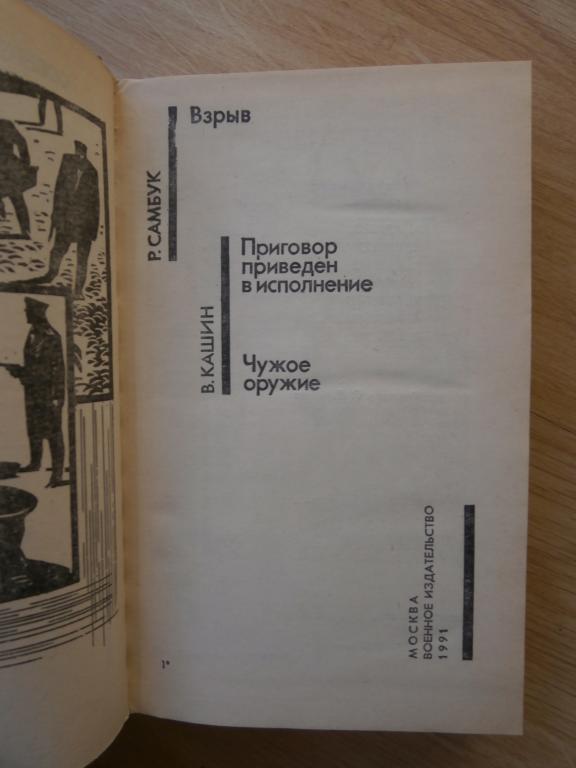 Р. САМБУК
Взрыв
В. КАШИН
Приговор
приведен
в исполнение
Чужое
оружие
МОСКВА
ВОЕННОЕ ИЗДАТЕЛЬСТВО
1991
1*